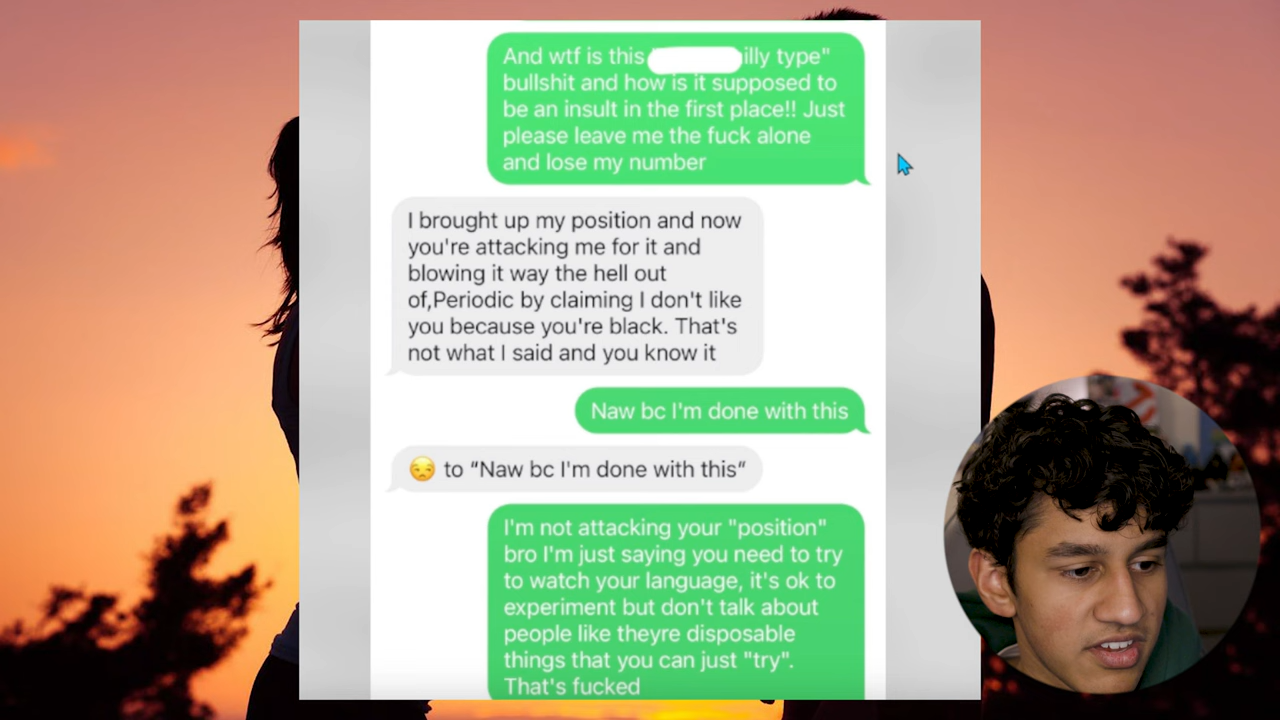 And wtf is this illy type"
bullshit and how is it supposed to
be an insult in the first place!! Just
please leave me the fuck alone
and lose my number
I brought up my position and now
you're attacking me for it and
blowing it way the hell out
of,Periodic by claiming I don't like
you because you're black. That's
not what I said and you know it
Naw bc I'm done with this
😒 to “Naw bc I'm done with this”
I'm not attacking your "position"
bro I'm just saying you need to try
to watch your language, it's ok to
experiment but don't talk about
people like theyre disposable
things that you can just "try".
That's fucked